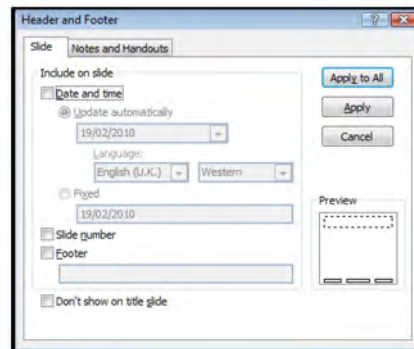 Header and Footer
Slide
Notes and Handouts
Include on slide
Date and time
Update automatically
19/02/2010
Language:
English (U.K.)
Western
Fixed
19/02/2010
Slide number
Footer
Don't show on title slide
Apply to All
Apply
Cancel
Preview